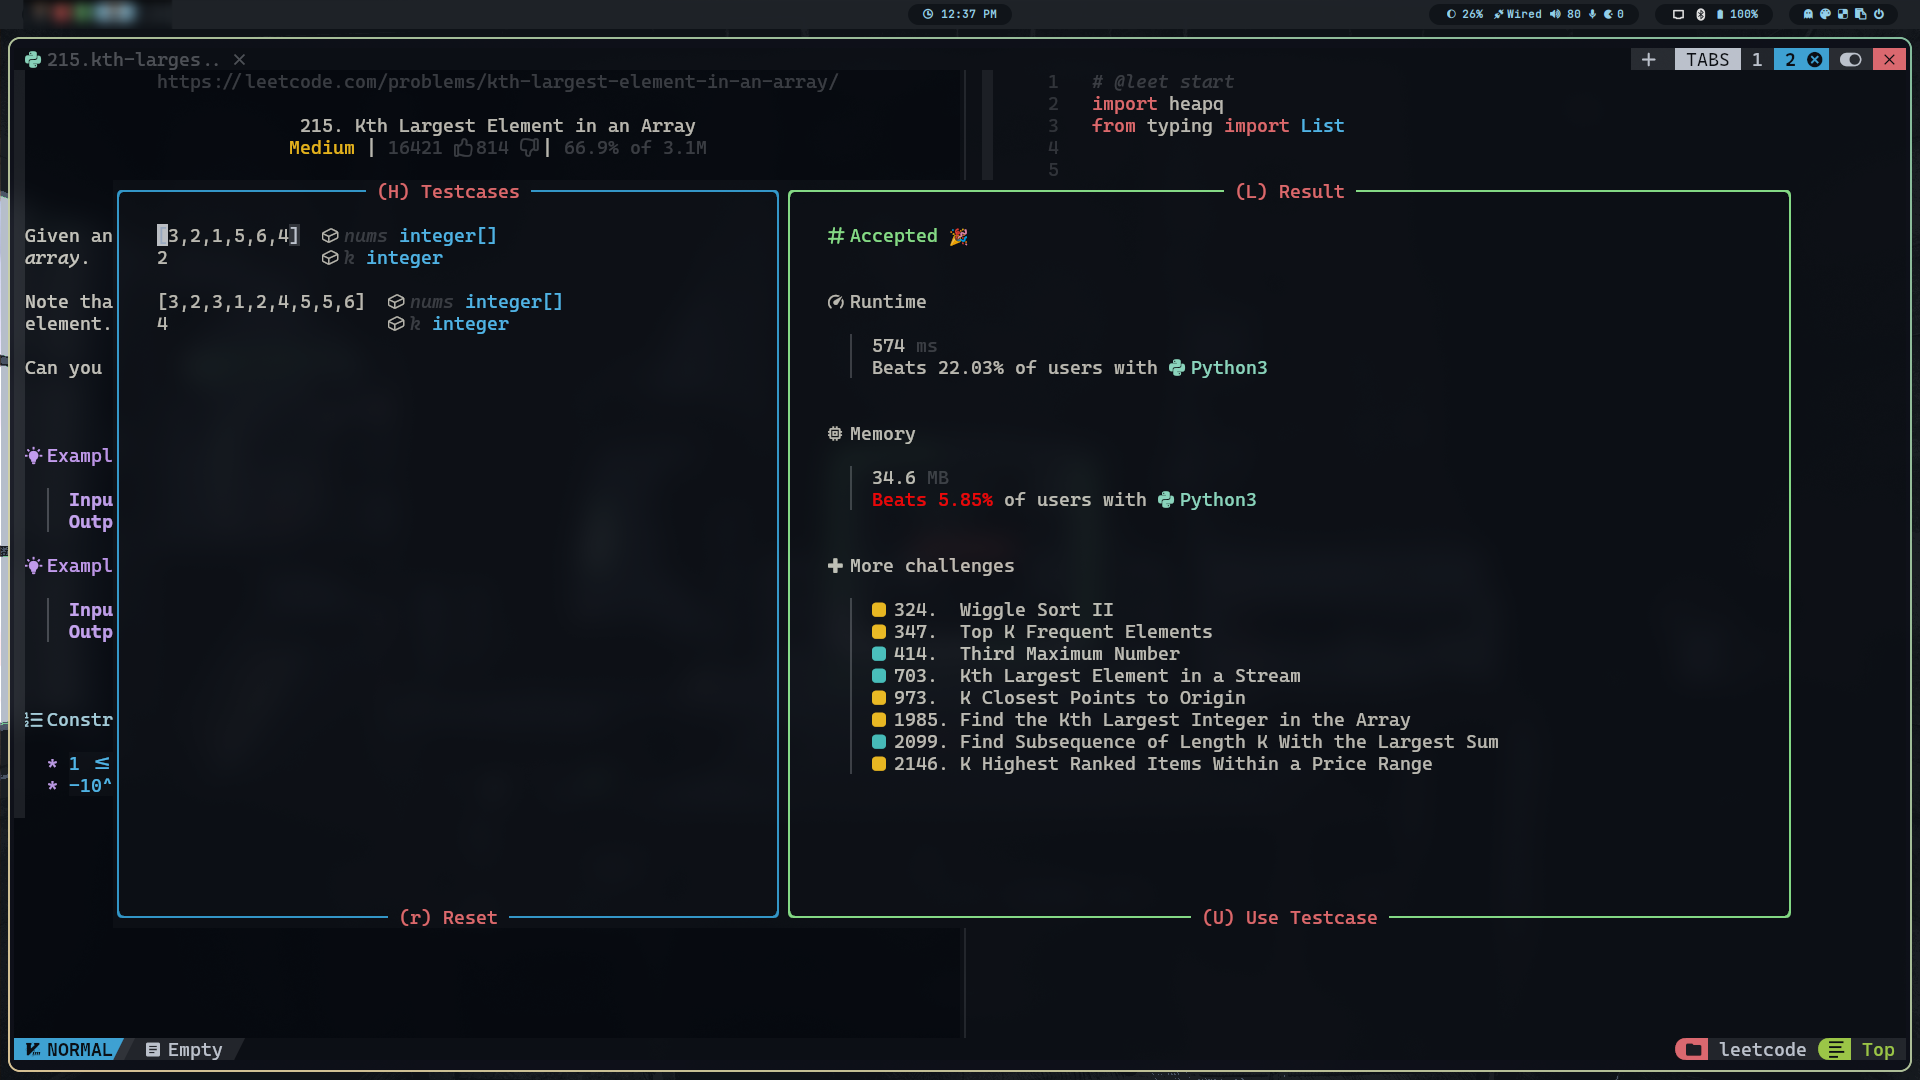 12:37 PM
26% Wired 80 0 100%
215.kth-larges..
+ TABS 1 2
https://leetcode.com/problems/kth-largest-element-in-an-array/
215. Kth Largest Element in an Array
Medium | 16421 814 | 66.9% of 3.1M
1 # @leet start
2 import heapq
3 from typing import List
4
5
Given an
array.
Note tha
element.
Can you
Exampl
Inpu
Outp
Exampl
Inpu
Outp
Constr
* 1 ≤
* -10^
(H) Testcases
[3,2,1,5,6,4] nums integer[]
2 k integer
[3,2,3,1,2,4,5,5,6] nums integer[]
4 k integer
(r) Reset
(L) Result
# Accepted 🎉
Runtime
574 ms
Beats 22.03% of users with Python3
Memory
34.6 MB
Beats 5.85% of users with Python3
More challenges
324. Wiggle Sort II
347. Top K Frequent Elements
414. Third Maximum Number
703. Kth Largest Element in a Stream
973. K Closest Points to Origin
1985. Find the Kth Largest Integer in the Array
2099. Find Subsequence of Length K With the Largest Sum
2146. K Highest Ranked Items Within a Price Range
(U) Use Testcase
NORMAL Empty
leetcode Top